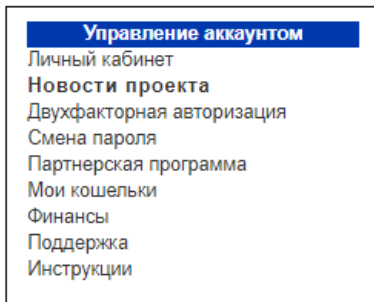 Управление аккаунтом
Личный кабинет
Новости проекта
Двухфакторная авторизация
Смена пароля
Партнерская программа
Мои кошельки
Финансы
Поддержка
Инструкции